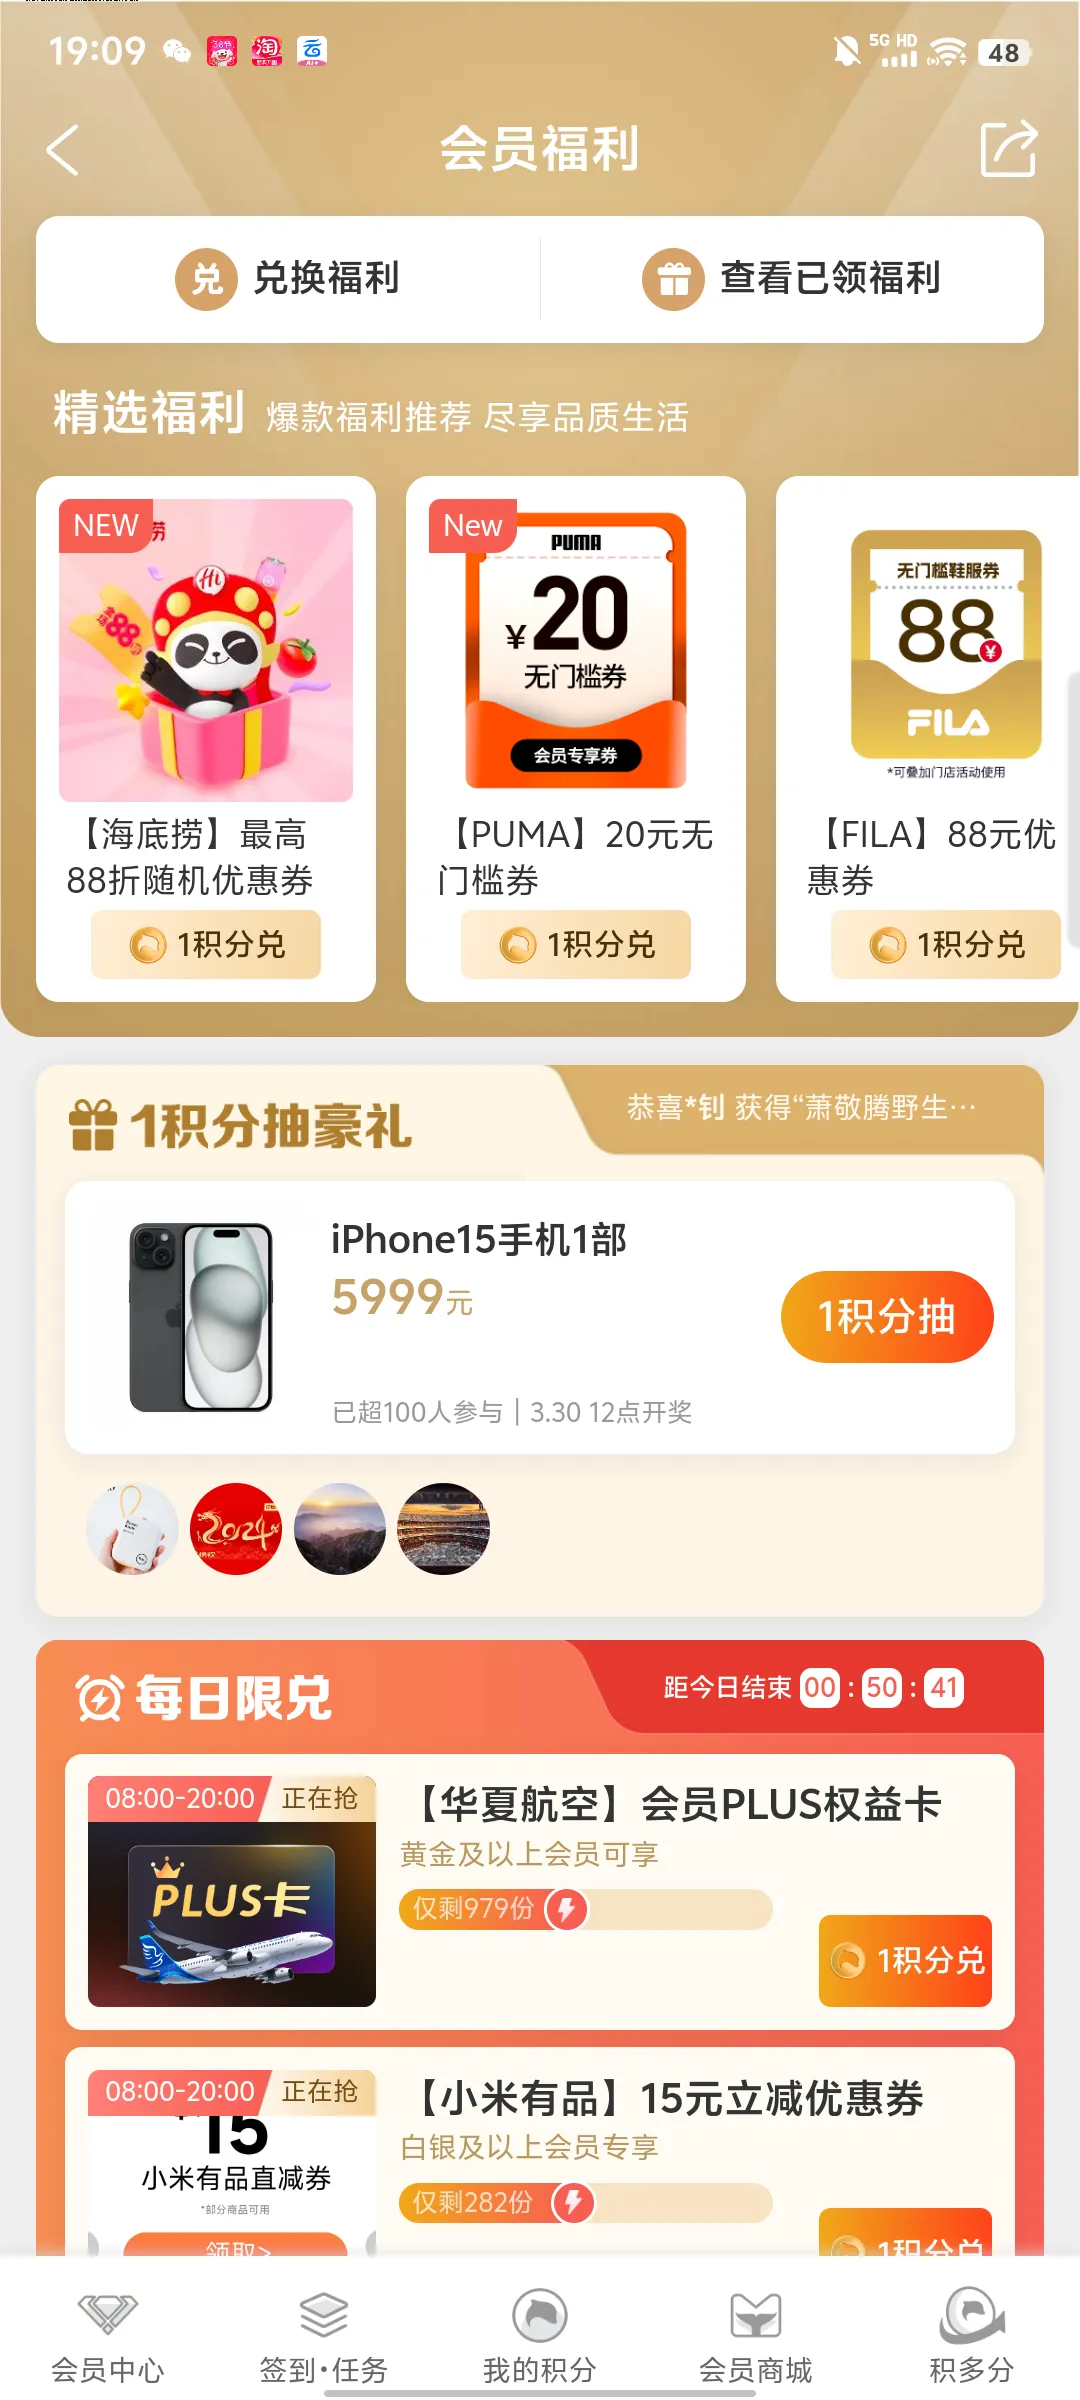 19:09
5G HD
48
会员福利
兑 兑换福利
查看已领福利
精选福利 爆款福利推荐 尽享品质生活
NEW
捞
Hi
88
【海底捞】最高
88折随机优惠券
1积分兑
New
PUMA
¥20
无门槛券
会员专享券
【PUMA】20元无
门槛券
1积分兑
无门槛鞋服券
88¥
FILA
*可叠加门店活动使用
【FILA】88元优
惠券
1积分兑
1积分抽豪礼
恭喜*钊 获得“萧敬腾野生…
iPhone15手机1部
5999元
1积分抽
已超100人参与 | 3.30 12点开奖
2024
每日限兑
距今日结束 00 : 50 : 41
08:00-20:00 正在抢
PLUS卡
【华夏航空】会员PLUS权益卡
黄金及以上会员可享
仅剩979份
1积分兑
08:00-20:00 正在抢
15
小米有品直减券
*部分商品可用
领取>
【小米有品】15元立减优惠券
白银及以上会员专享
仅剩282份
1积分兑
会员中心
签到·任务
我的积分
会员商城
积多分